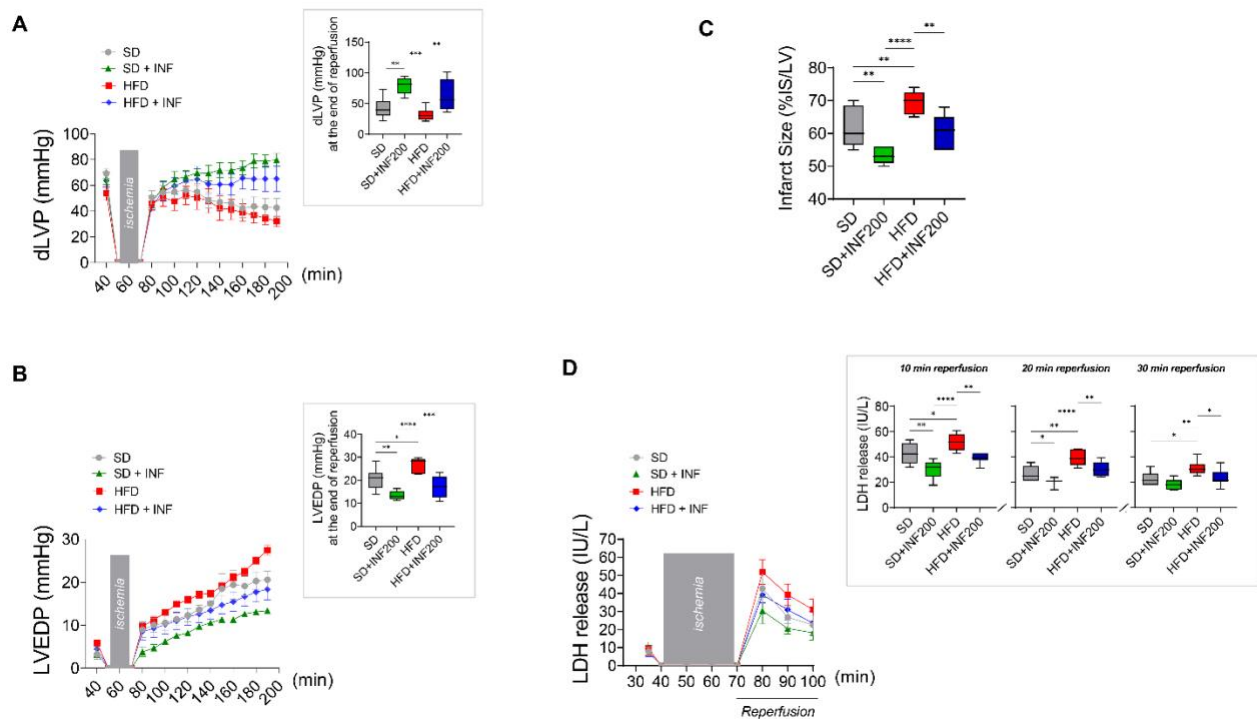 A
SD
SD + INF
HFD
HFD + INF
dLVP (mmHg)
100
80
60
40
20
0
ischemia
40
60
80
100
120
140
160
180
200
(min)
dLVP (mmHg)
at the end of reperfusion
150
100
50
0
**
***
**
SD
SD+INF200
HFD
HFD+INF200
C
Infarct Size (%IS/LV)
80
70
60
50
40
**
****
**
**
SD
SD+INF200
HFD
HFD+INF200
B
SD
SD + INF
HFD
HFD + INF
LVEDP (mmHg)
30
20
10
0
ischemia
40
60
80
100
120
140
160
180
200
(min)
LVEDP (mmHg)
at the end of reperfusion
40
30
20
10
0
***
****
*
**
SD
SD+INF200
HFD
HFD+INF200
D
SD
SD + INF
HFD
HFD + INF
LDH release (IU/L)
70
60
50
40
30
20
10
0
ischemia
30
40
50
60
70
80
90
100
(min)
Reperfusion
10 min reperfusion
20 min reperfusion
30 min reperfusion
LDH release (IU/L)
80
60
40
20
0
**
****
*
**
**
****
**
*
*
**
*
SD
SD+INF200
HFD
HFD+INF200
SD
SD+INF200
HFD
HFD+INF200
SD
SD+INF200
HFD
HFD+INF200